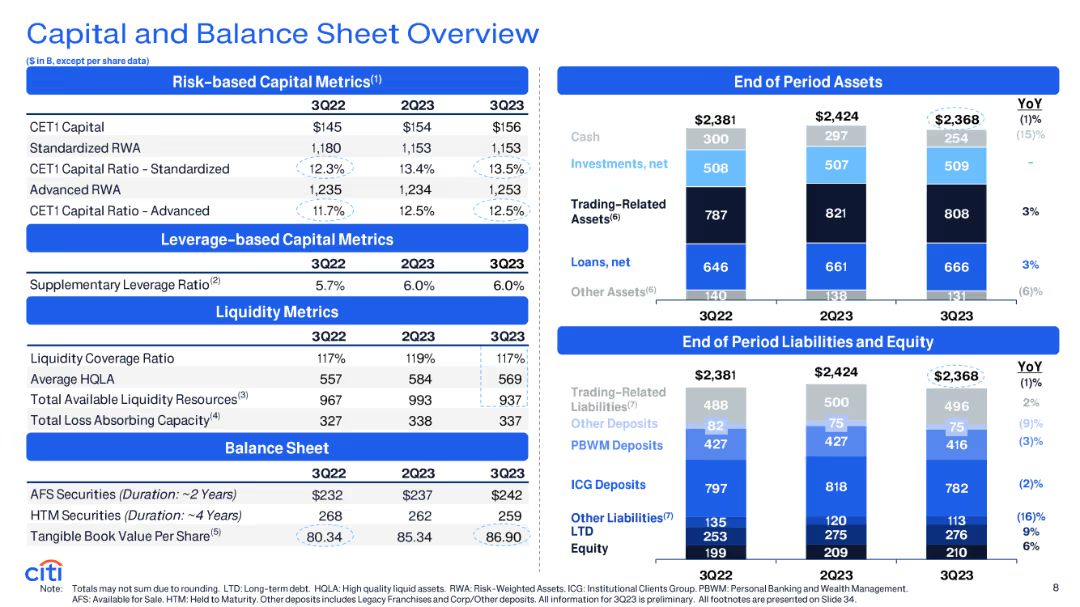 Capital and Balance Sheet Overview
($ in B, except per share data)
Risk-based Capital Metrics(1)
3Q22 2Q23 3Q23
CET1 Capital $145 $154 $156
Standardized RWA 1,180 1,153 1,153
CET1 Capital Ratio - Standardized 12.3% 13.4% 13.5%
Advanced RWA 1,235 1,234 1,253
CET1 Capital Ratio - Advanced 11.7% 12.5% 12.5%
Leverage-based Capital Metrics
3Q22 2Q23 3Q23
Supplementary Leverage Ratio(2) 5.7% 6.0% 6.0%
Liquidity Metrics
3Q22 2Q23 3Q23
Liquidity Coverage Ratio 117% 119% 117%
Average HQLA 557 584 569
Total Available Liquidity Resources(3) 967 993 937
Total Loss Absorbing Capacity(4) 327 338 337
Balance Sheet
3Q22 2Q23 3Q23
AFS Securities (Duration: ~2 Years) $232 $237 $242
HTM Securities (Duration: ~4 Years) 268 262 259
Tangible Book Value Per Share(5) 80.34 85.34 86.90
End of Period Assets
YoY
$2,381 $2,424 $2,368 (1)%
Cash 300 297 254 (15)%
Investments, net 508 507 509 –
Trading-Related
Assets(6) 787 821 808 3%
Loans, net 646 661 666 3%
Other Assets(6) 140 138 131 (6)%
3Q22 2Q23 3Q23
End of Period Liabilities and Equity
YoY
$2,381 $2,424 $2,368 (1)%
Trading-Related
Liabilities(7) 488 500 496 2%
Other Deposits 82 75 75 (9)%
PBWM Deposits 427 427 416 (3)%
ICG Deposits 797 818 782 (2)%
Other Liabilities(7) 135 120 113 (16)%
LTD 253 275 276 9%
Equity 199 209 210 6%
3Q22 2Q23 3Q23
citi
Note: Totals may not sum due to rounding. LTD: Long-term debt. HQLA: High quality liquid assets. RWA: Risk-Weighted Assets. ICG: Institutional Clients Group. PBWM: Personal Banking and Wealth Management.
AFS: Available for Sale. HTM: Held to Maturity. Other deposits includes Legacy Franchises and Corp/Other deposits. All information for 3Q23 is preliminary. All footnotes are presented on Slide 34.
8